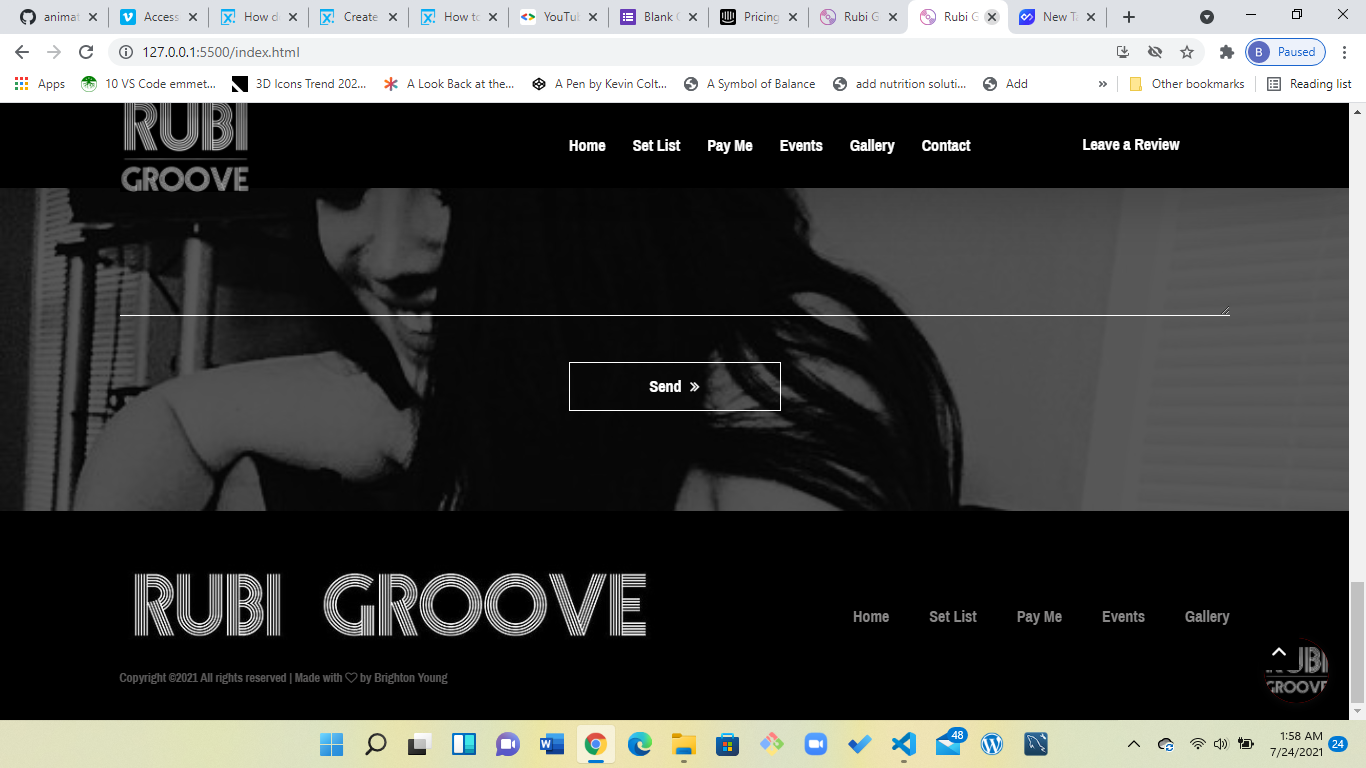 animat
Access
How d
Create
How to
YouTu
Blank
Pricing
Rubi G
Rubi G
New Ta
127.0.0.1:5500/index.html
B Paused
Apps
10 VS Code emmet...
3D Icons Trend 202...
A Look Back at the...
A Pen by Kevin Colt...
A Symbol of Balance
add nutrition soluti...
Add
»
Other bookmarks
Reading list
RUBI
GROOVE
Home
Set List
Pay Me
Events
Gallery
Contact
Leave a Review
Send »
RUBI GROOVE
Home
Set List
Pay Me
Events
Gallery
RUBI
GROOVE
Copyright ©2021 All rights reserved | Made with ♡ by Brighton Young
48
1:58 AM
7/24/2021
24